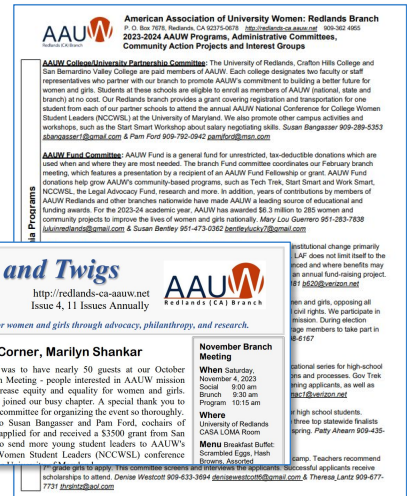 AAUW
Redlands (CA) Branch
American Association of University Women: Redlands Branch
P. O. Box 7678, Redlands, CA 92375-0678 http://redlands-ca.aauw.net 909-362 4955
2023-2024 AAUW Programs, Administrative Committees,
Community Action Projects and Interest Groups
AAUW College/University Partnership Committee: The University of Redlands, Crafton Hills College and
San Bernardino Valley College are paid members of AAUW. Each college designates two faculty or staff
representatives who partner with our branch to promote AAUW's commitment to building a better future for
women and girls. Students at these schools are eligible to enroll as members of AAUW (national, state and
branch) at no cost. Our Redlands branch provides a grant covering registration and transportation for one
student from each of our partner schools to attend the annual AAUW National Conference for College Women
Student Leaders (NCCWSL) at the University of Maryland. We also promote other campus activities and
workshops, such as the Start Smart Workshop about salary negotiating skills. Susan Bangasser 909-289-5353
sbangasser1@gmail.com & Pam Ford 909-792-0942 pamjford@msn.com
AAUW Fund Committee: AAUW Fund is a general fund for unrestricted, tax-deductible donations which are
used when and where they are most needed. The branch Fund committee coordinates our February branch
meeting, which features a presentation by a recipient of an AAUW Fund Fellowship or grant. AAUW Fund
donations help grow AAUW's community-based programs, such as Tech Trek, Start Smart and Work Smart,
NCCWSL, the Legal Advocacy Fund, research and more. In addition, years of contributions by members of
AAUW Redlands and other branches nationwide have made AAUW a leading source of educational and
funding awards. For the 2023-24 academic year, AAUW has awarded $6.3 million to 285 women and
community projects to improve the lives of women and girls nationally. Mary Lou Guerrero 951-283-7838
luluinredlands@gmail.com & Susan Bentley 951-473-0362 bentleylucky7@gmail.com
Programs
institutional change primarily
. LAF does not limit itself to the
nced and where benefits may
an annual fund-raising project.
181 b620@verizon.net
en and girls, opposing all
civil rights. We participate in
mission. During election
rage members to take part in
-6167
cational series for high-school
ons and processes. Gov Trek
ening applicants, as well as
mac1@verizon.net
r high school students.
three top statewide finalists
spring. Patty Ahearn 909-435-
camp. Teachers recommend
7th grade girls to apply. This committee screens and interviews the applicants. Successful applicants receive
scholarships to attend. Denise Westcott 909-633-3694 denisewestcott6@gmail.com & Theresa Lantz 909-677-
7731 thrslntz@aol.com
and Twigs
http://redlands-ca-aauw.net
Issue 4, 11 Issues Annually
AAUW
Redlands (CA) Branch
r women and girls through advocacy, philanthropy, and research.
Corner, Marilyn Shankar
was to have nearly 50 guests at our October
n Meeting - people interested in AAUW mission
rease equity and equality for women and girls.
joined our busy chapter. A special thank you to
committee for organizing the event so thoroughly.
to Susan Bangasser and Pam Ford, cochairs of
applied for and received a $3500 grant from San
o send more young student leaders to AAUW's
Women Student Leaders (NCCWSL) conference
November Branch
Meeting
When Saturday,
November 4, 2023
Social 9:00 am
Brunch 9:30 am
Program 10:15 am
Where
University of Redlands
CASA LOMA Room
Menu Breakfast Buffet:
Scrambled Eggs, Hash
Browns, Assorted